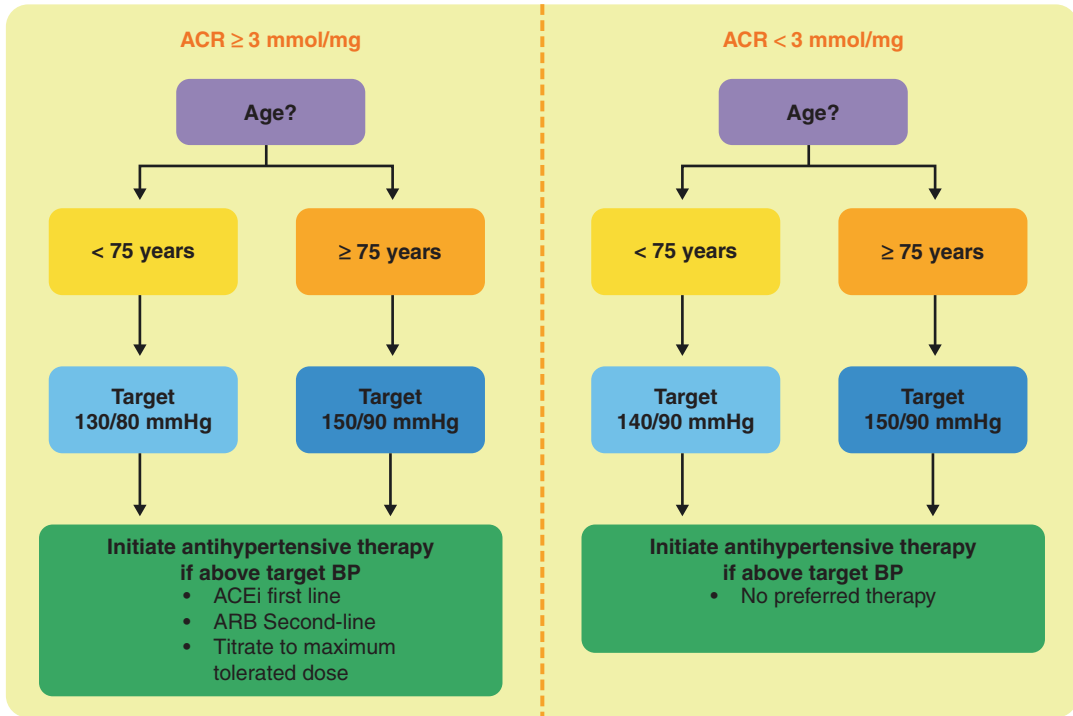 ACR ≥ 3 mmol/mg
Age?
< 75 years
≥ 75 years
Target
130/80 mmHg
Target
150/90 mmHg
Initiate antihypertensive therapy
if above target BP
• ACEi first line
• ARB Second-line
• Titrate to maximum
tolerated dose
ACR < 3 mmol/mg
Age?
< 75 years
≥ 75 years
Target
140/90 mmHg
Target
150/90 mmHg
Initiate antihypertensive therapy
if above target BP
• No preferred therapy